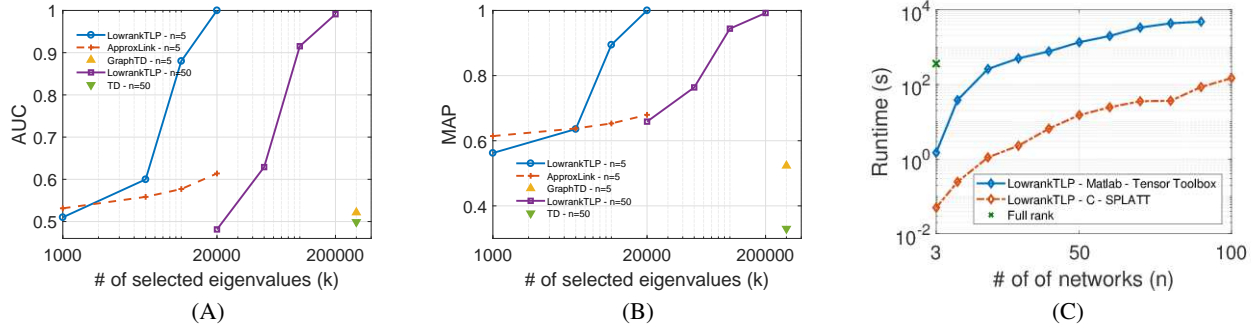 1
0.9
0.8
0.7
0.6
0.5
AUC
LowrankTLP - n=5
ApproxLink - n=5
GraphTD - n=5
LowrankTLP - n=50
TD - n=50
1000
20000
200000
# of selected eigenvalues (k)
(A)
1
0.8
0.6
0.4
MAP
LowrankTLP - n=5
ApproxLink - n=5
GraphTD - n=5
LowrankTLP - n=50
TD - n=50
1000
20000
200000
# of selected eigenvalues (k)
(B)
10^4
10^2
10^0
10^-2
Runtime (s)
LowrankTLP - Matlab - Tensor Toolbox
LowrankTLP - C - SPLATT
Full rank
3
50
100
# of of networks (n)
(C)